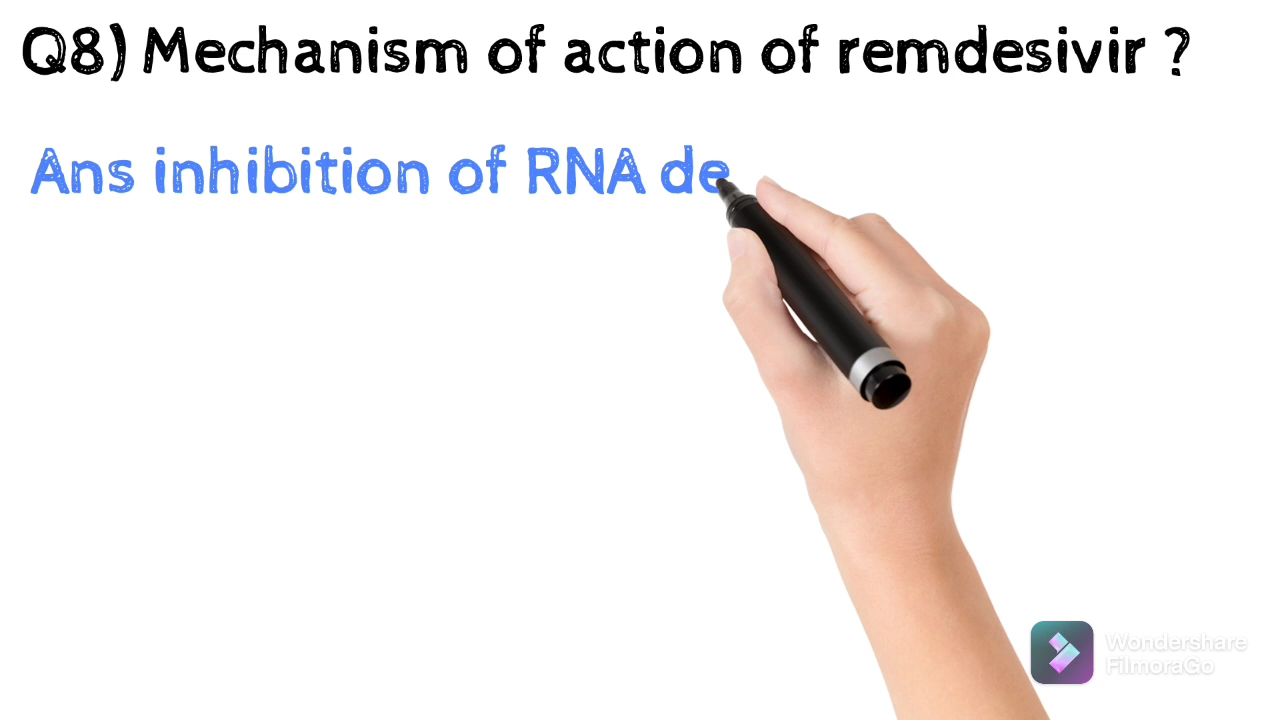 Q8) Mechanism of action of remdesivir ?
Ans inhibition of RNA de
Wondershare
FilmoraGo